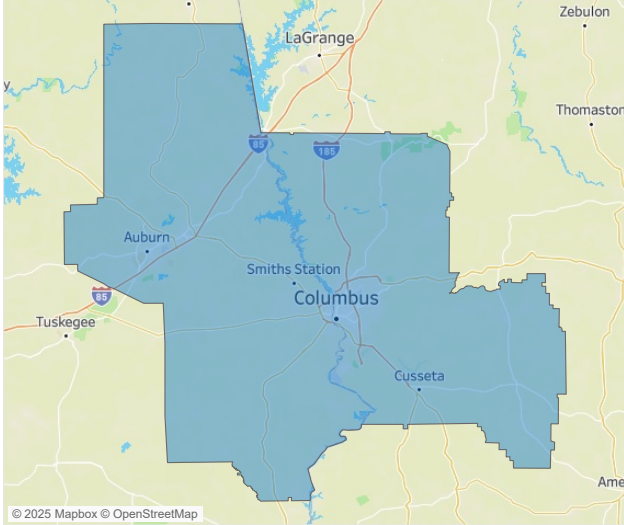 Zebulon
LaGrange
y
Thomaston
85
185
Auburn
Smiths Station
Columbus
85
Tuskegee
Cusseta
Ame
© 2025 Mapbox © OpenStreetMap